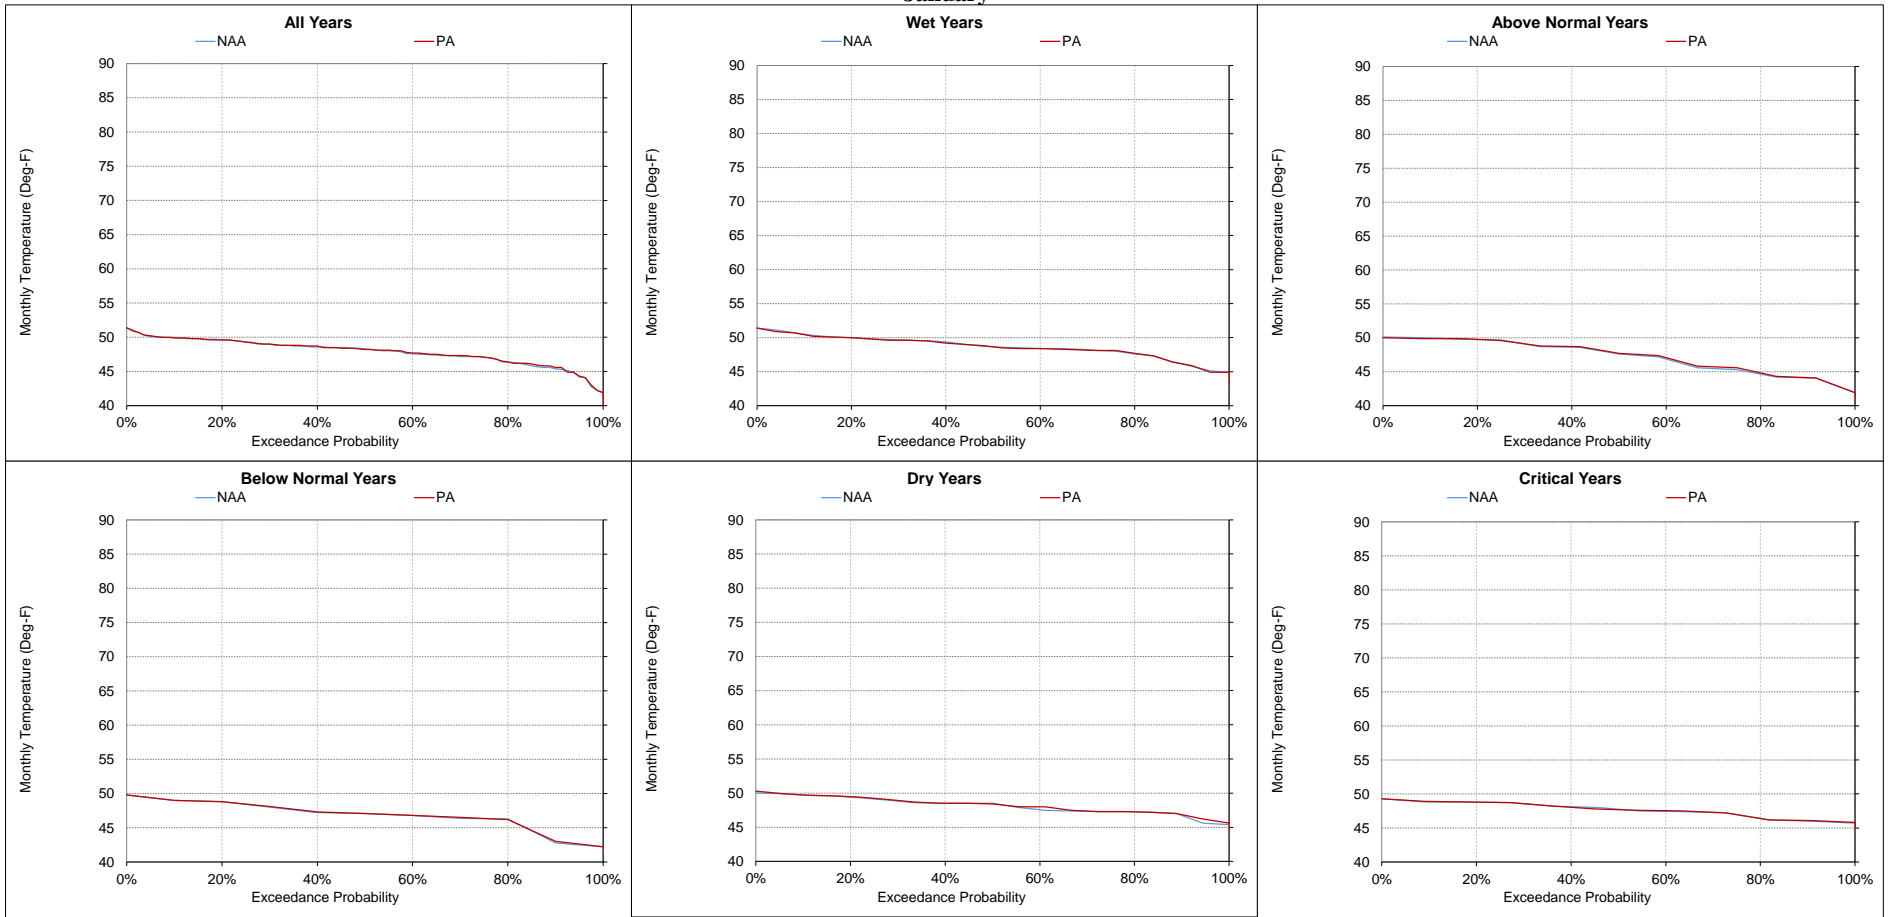 January
All Years
NAA PA
Monthly Temperature (Deg-F)
90
85
80
75
70
65
60
55
50
45
40
0% 20% 40% 60% 80% 100%
Exceedance Probability
Wet Years
NAA PA
Monthly Temperature (Deg-F)
90
85
80
75
70
65
60
55
50
45
40
0% 20% 40% 60% 80% 100%
Exceedance Probability
Above Normal Years
NAA PA
Monthly Temperature (Deg-F)
90
85
80
75
70
65
60
55
50
45
40
0% 20% 40% 60% 80% 100%
Exceedance Probability
Below Normal Years
NAA PA
Monthly Temperature (Deg-F)
90
85
80
75
70
65
60
55
50
45
40
0% 20% 40% 60% 80% 100%
Exceedance Probability
Dry Years
NAA PA
Monthly Temperature (Deg-F)
90
85
80
75
70
65
60
55
50
45
40
0% 20% 40% 60% 80% 100%
Exceedance Probability
Critical Years
NAA PA
Monthly Temperature (Deg-F)
90
85
80
75
70
65
60
55
50
45
40
0% 20% 40% 60% 80% 100%
Exceedance Probability